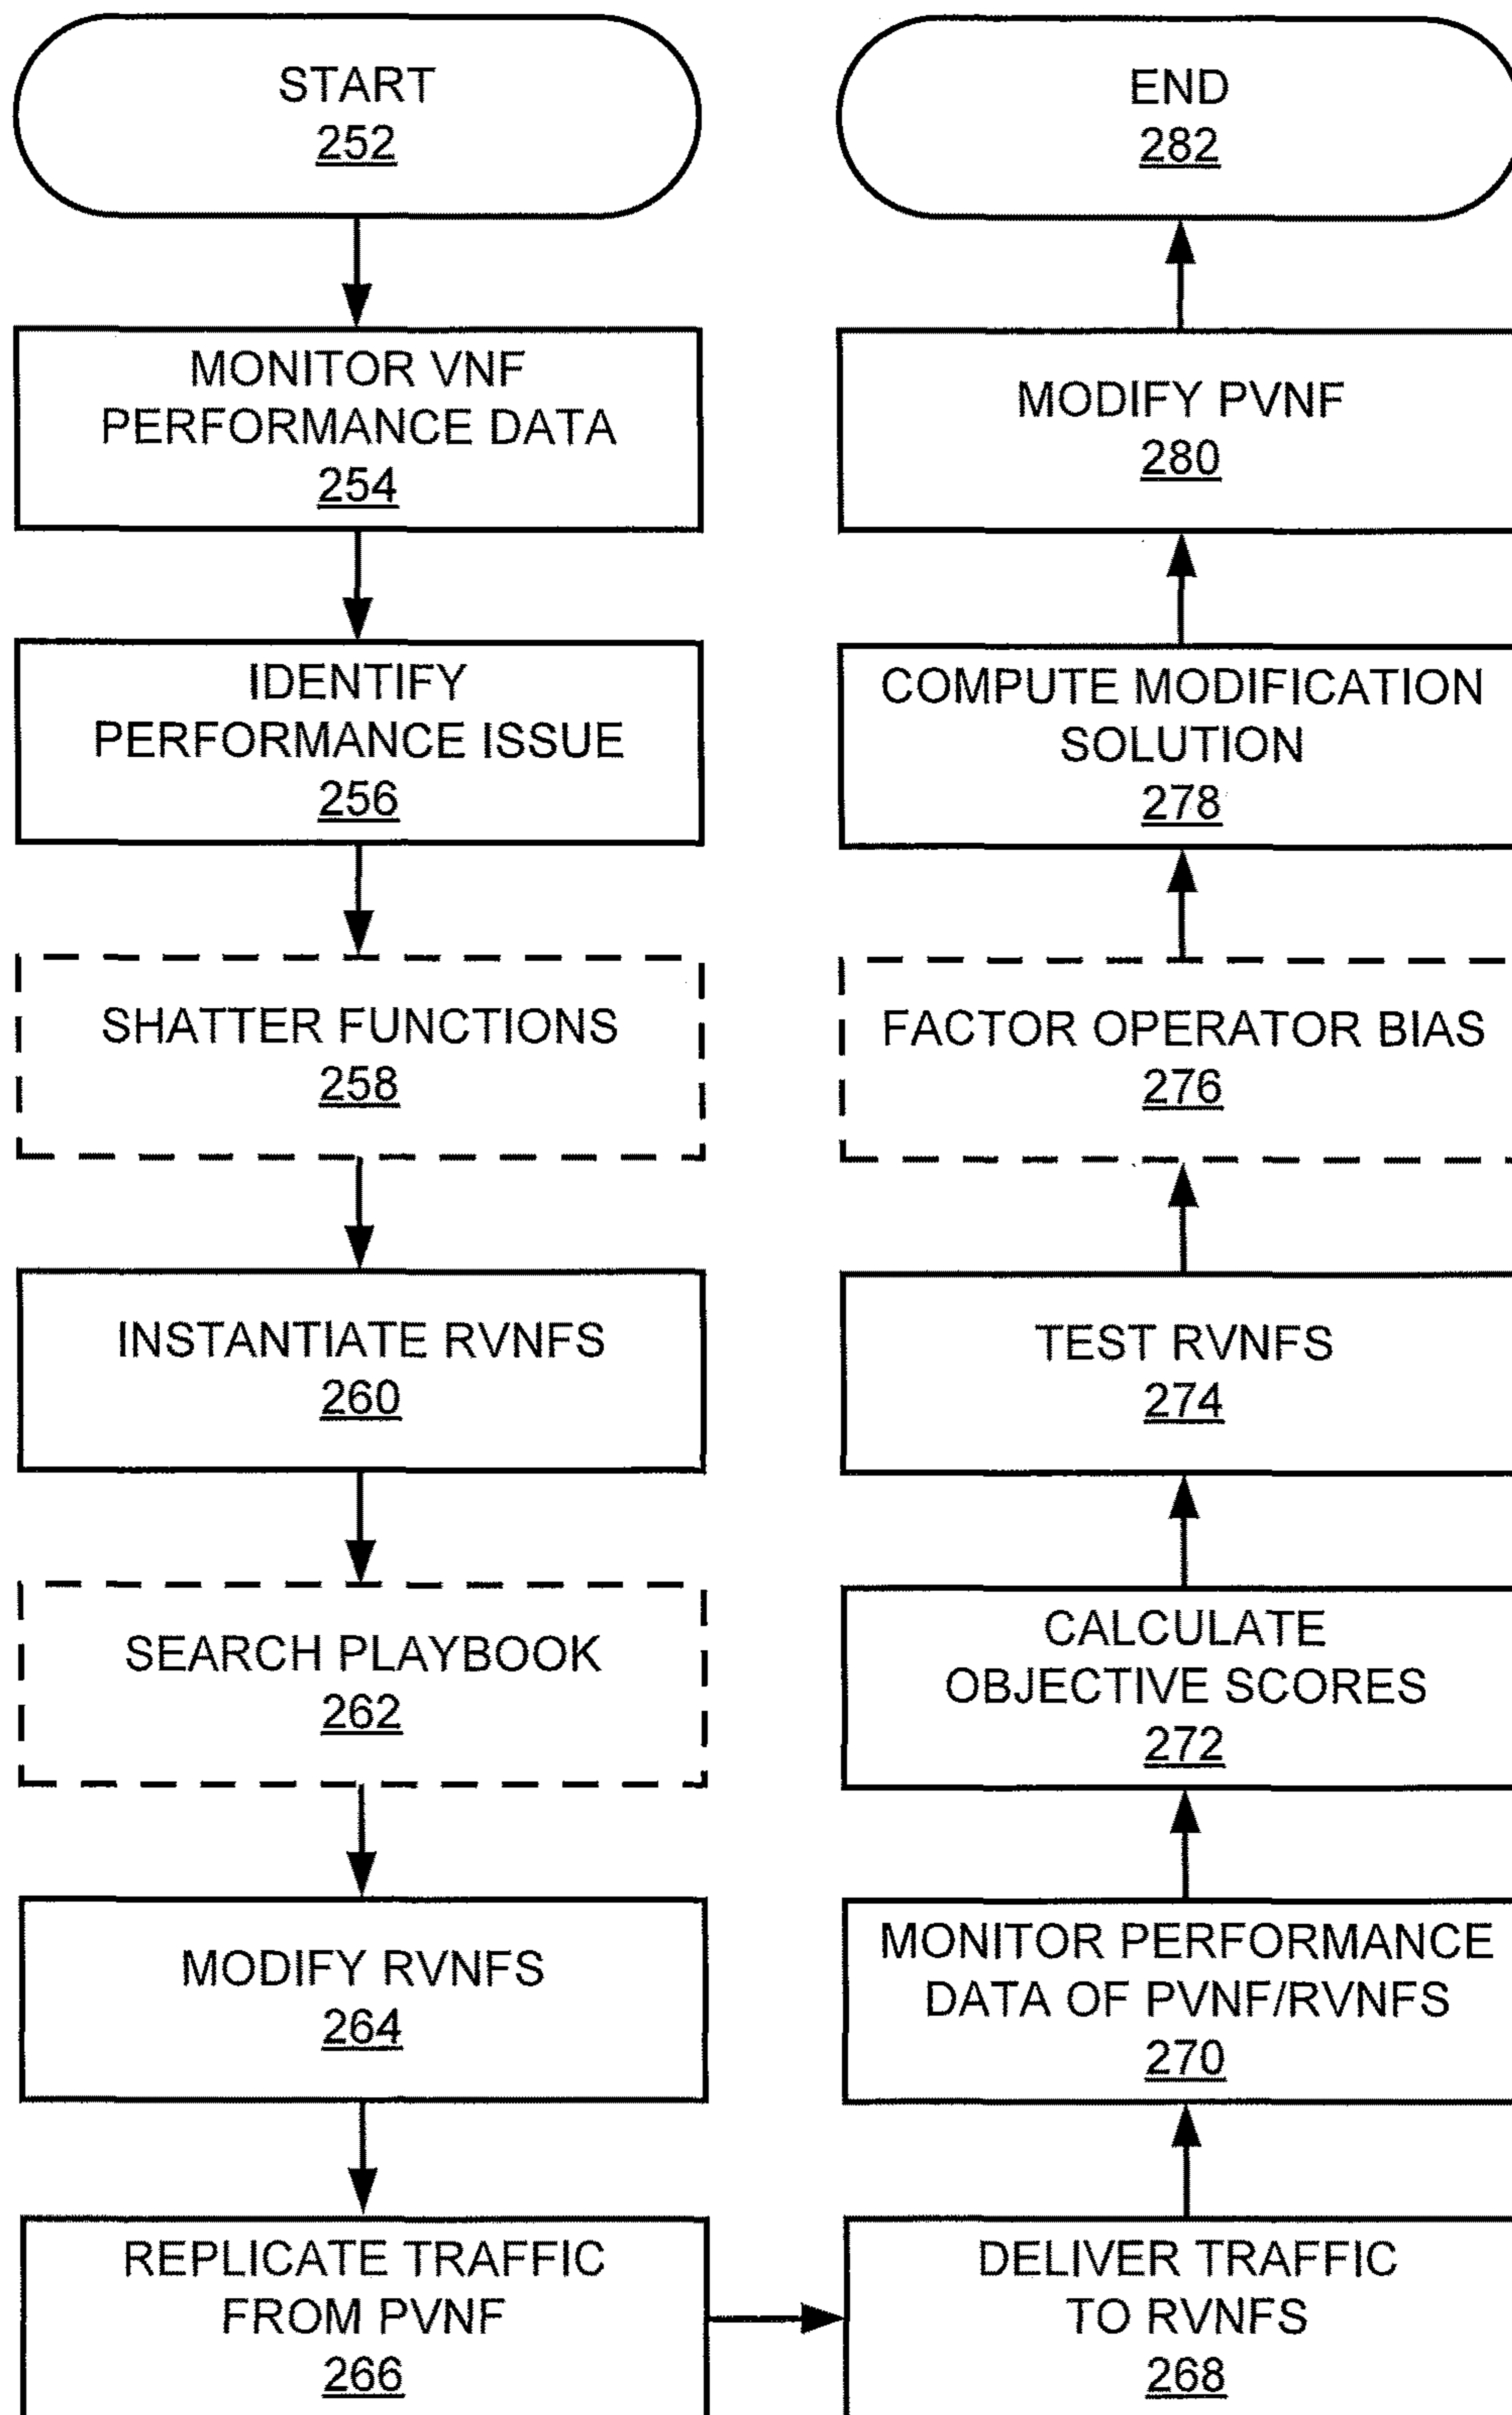 START
252
MONITOR VNF
PERFORMANCE DATA
254
IDENTIFY
PERFORMANCE ISSUE
256
SHATTER FUNCTIONS
258
INSTANTIATE RVNFS
260
SEARCH PLAYBOOK
262
MODIFY RVNFS
264
REPLICATE TRAFFIC
FROM PVNF
266
DELIVER TRAFFIC
TO RVNFS
268
MONITOR PERFORMANCE
DATA OF PVNF/RVNFS
270
CALCULATE
OBJECTIVE SCORES
272
TEST RVNFS
274
FACTOR OPERATOR BIAS
276
COMPUTE MODIFICATION
SOLUTION
278
MODIFY PVNF
280
END
282